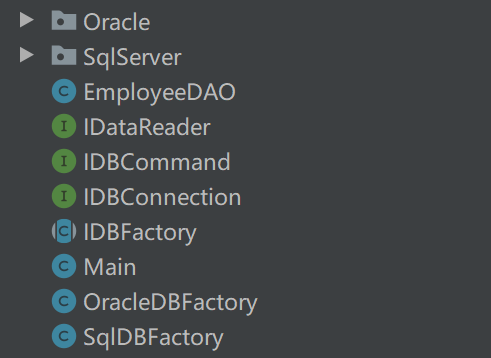 Oracle
SqlServer
EmployeeDAO
IDataReader
IDBCommand
IDBConnection
IDBFactory
Main
OracleDBFactory
SqlDBFactory